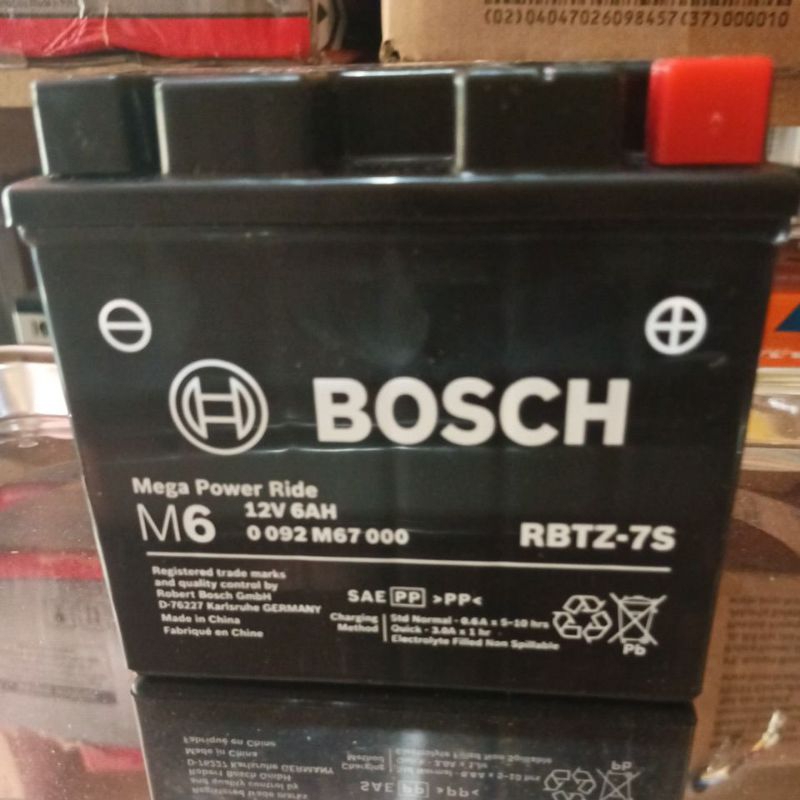 (02)04047026098457(37)000010
BOSCH
Mega Power Ride
M6
12V 6AH
0 092 M67 000
RBTZ-7S
Registered trade marks
and quality control by
Robert Bosch GmbH
D-76227 Karlsruhe GERMANY
Made in China
Fabriqué en Chine
SAE PP >PP<
Charging
Method
Std Normal - 0.6A x 5-10 hrs
Quick - 3.0A x 1 hr
Electrolyte Filled Non Spillable
Pb